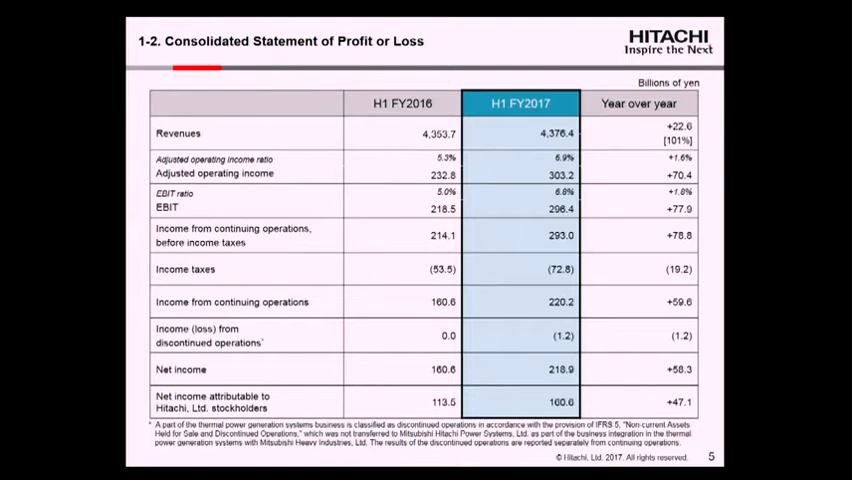 1-2. Consolidated Statement of Profit or Loss
HITACHI
Inspire the Next
Billions of yen
H1 FY2016 H1 FY2017 Year over year
Revenues 4,353.7 4,376.4 +22.6
[101%]
Adjusted operating income ratio 5.3% 6.9% +1.6%
Adjusted operating income 232.8 303.2 +70.4
EBIT ratio 5.0% 6.8% +1.8%
EBIT 218.5 296.4 +77.9
Income from continuing operations,
before income taxes 214.1 293.0 +78.8
Income taxes (53.5) (72.8) (19.2)
Income from continuing operations 160.6 220.2 +59.6
Income (loss) from
discontinued operations* 0.0 (1.2) (1.2)
Net income 160.6 218.9 +58.3
Net income attributable to
Hitachi, Ltd. stockholders 113.5 160.6 +47.1
* A part of the thermal power generation systems business is classified as discontinued operations in accordance with the provision of IFRS 5, "Non-current Assets
Held for Sale and Discontinued Operations," which was not transferred to Mitsubishi Hitachi Power Systems, Ltd. as part of the business integration in the thermal
power generation systems with Mitsubishi Heavy Industries, Ltd. The results of the discontinued operations are reported separately from continuing operations.
© Hitachi, Ltd. 2017. All rights reserved. 5